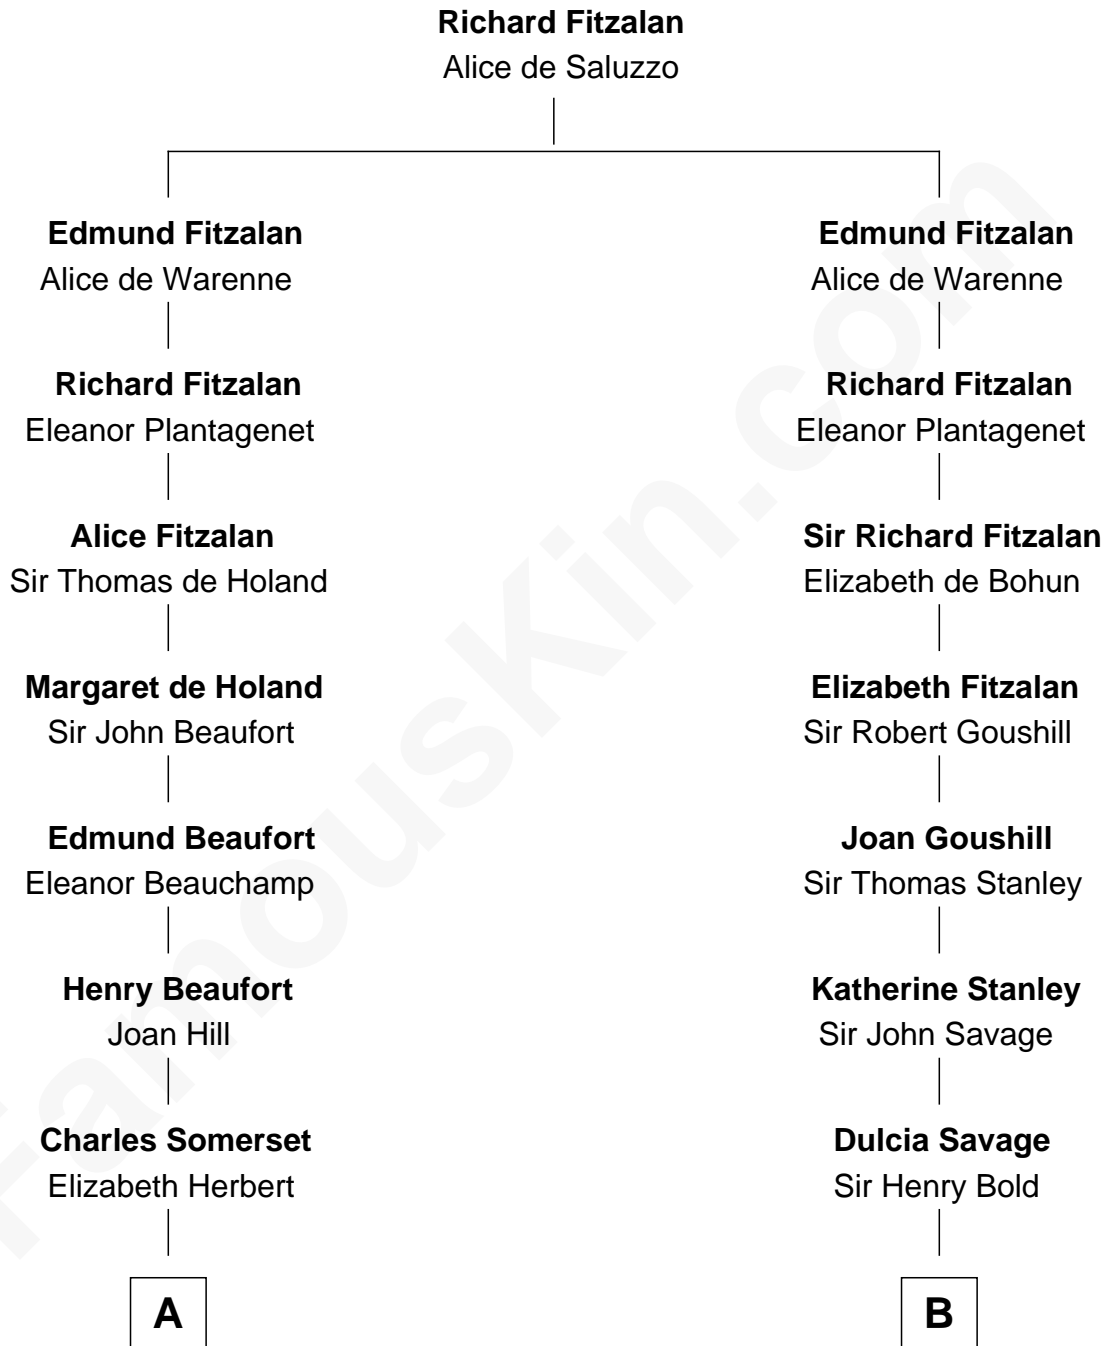 Richard Fitzalan
Alice de Saluzzo
Edmund Fitzalan
Alice de Warenne
Edmund Fitzalan
Alice de Warenne
Richard Fitzalan
Eleanor Plantagenet
Richard Fitzalan
Eleanor Plantagenet
Alice Fitzalan
Sir Thomas de Holand
Sir Richard Fitzalan
Elizabeth de Bohun
Margaret de Holand
Sir John Beaufort
Elizabeth Fitzalan
Sir Robert Goushill
Edmund Beaufort
Eleanor Beauchamp
Joan Goushill
Sir Thomas Stanley
Henry Beaufort
Joan Hill
Katherine Stanley
Sir John Savage
Charles Somerset
Elizabeth Herbert
Dulcia Savage
Sir Henry Bold
A
B
FamousKin.com